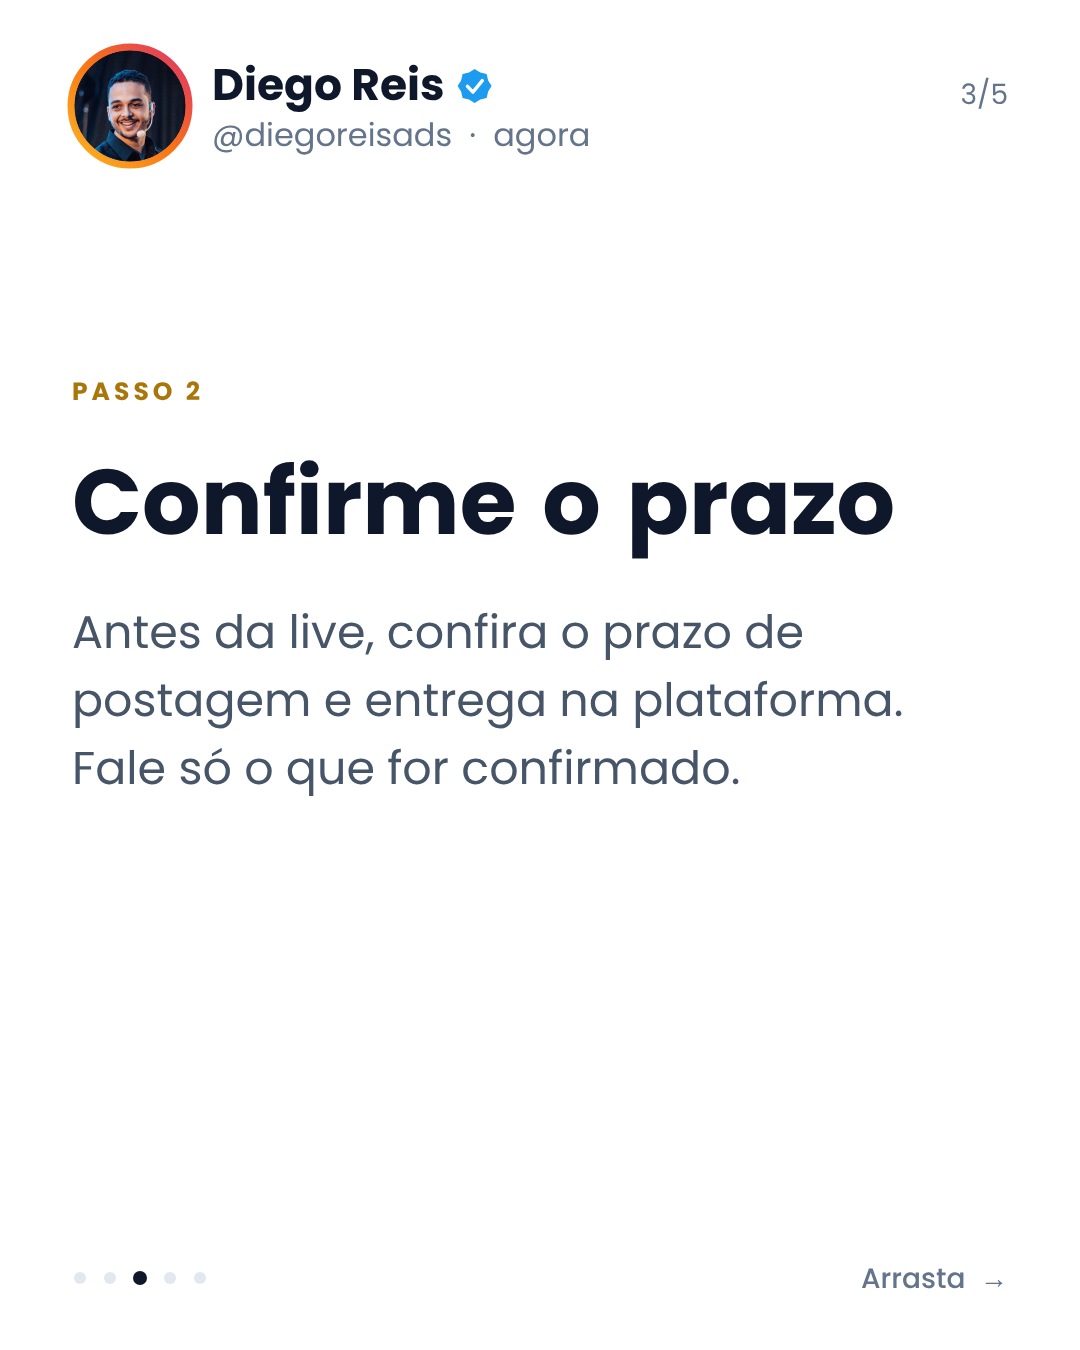 Diego Reis
@diegoreisads · agora
3/5
PASSO 2
Confirme o prazo
Antes da live, confira o prazo de
postagem e entrega na plataforma.
Fale só o que for confirmado.
Arrasta →